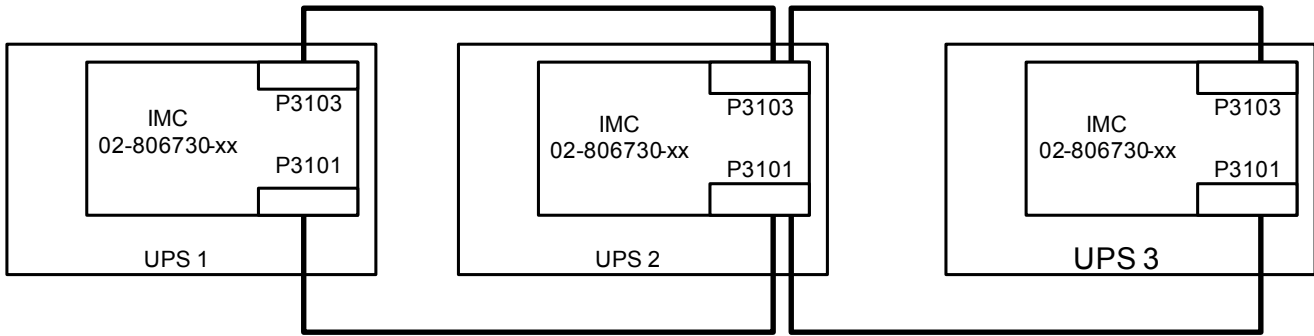 IMC
02-806730-xx
P3103
P3101
UPS 1
IMC
02-806730-xx
P3103
P3101
UPS 2
IMC
02-806730-xx
P3103
P3101
UPS 3